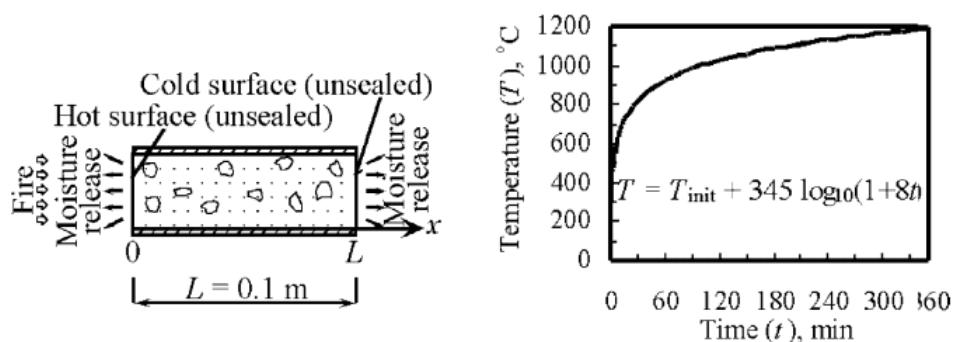 Cold surface (unsealed)
Hot surface (unsealed)
Fire
Moisture
release
Moisture
release
x
0
L
L = 0.1 m
Temperature (T), °C
1200
1000
800
600
400
200
0
T = Tinit + 345 log10(1+8t)
0 60 120 180 240 300 360
Time (t), min